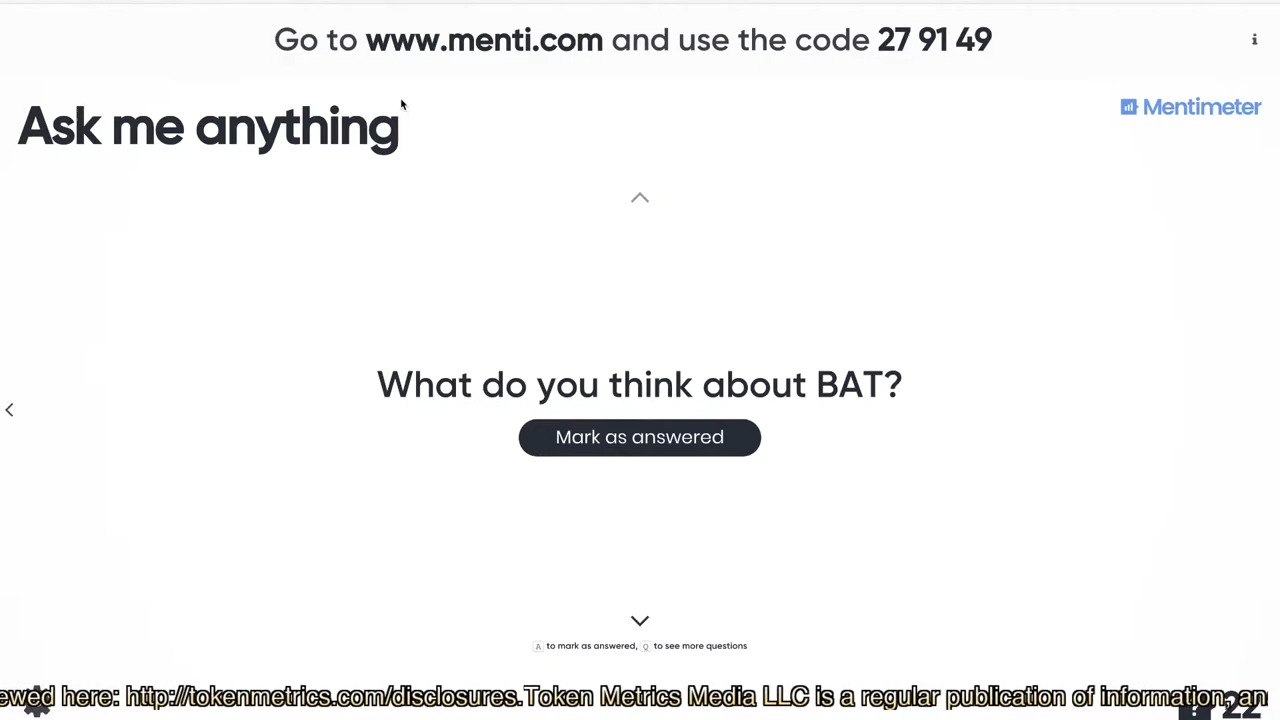 Go to www.menti.com and use the code 27 91 49
Ask me anything
Mentimeter
What do you think about BAT?
Mark as answered
A to mark as answered, Q to see more questions
ewed here: http://tokenmetrics.com/disclosures. Token Metrics Media LLC is a regular publication of information, an
? 22